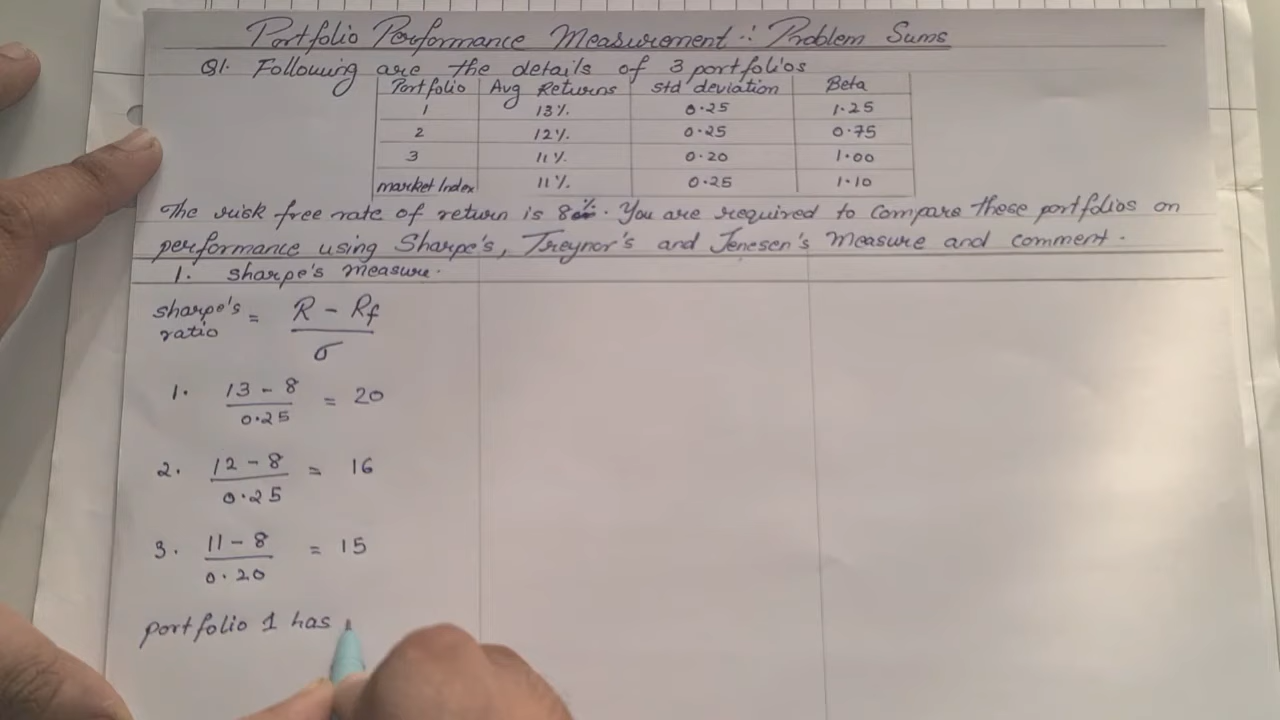 Portfolio Performance Measurement :- Problem Sums
Q1. Following are the details of 3 portfolios
Portfolio Avg Returns std deviation Beta
1 13% 0.25 1.25
2 12% 0.25 0.75
3 11% 0.20 1.00
market Index 11% 0.25 1.10
The risk free rate of return is 8%. You are required to compare these portfolios on
performance using Sharpe's, Treynor's and Jenesen's Measure and comment.
1. sharpe's measure.
sharpe's ratio = R - Rf
σ
1. 13 - 8 = 20
0.25
2. 12 - 8 = 16
0.25
3. 11 - 8 = 15
0.20
portfolio 1 has